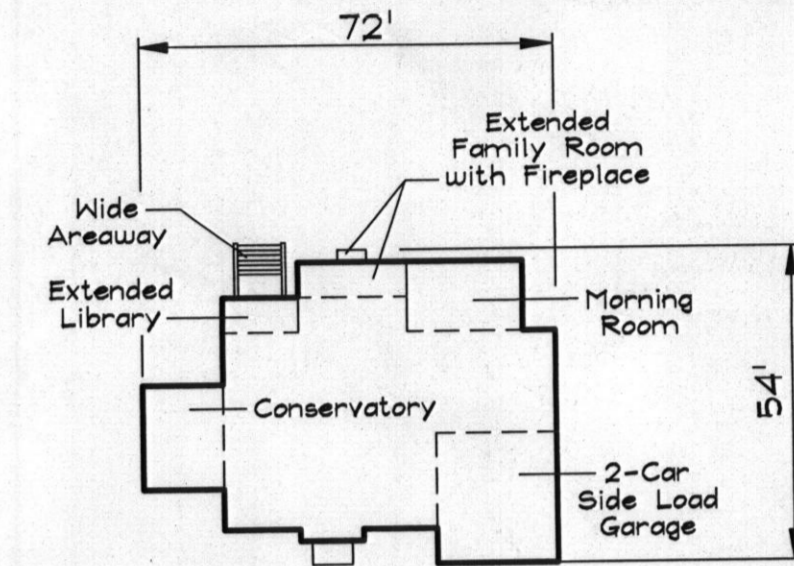 72'
Extended
Family Room
with Fireplace
Wide
Areaway
Extended
Library
Morning
Room
54'
Conservatory
2-Car
Side Load
Garage